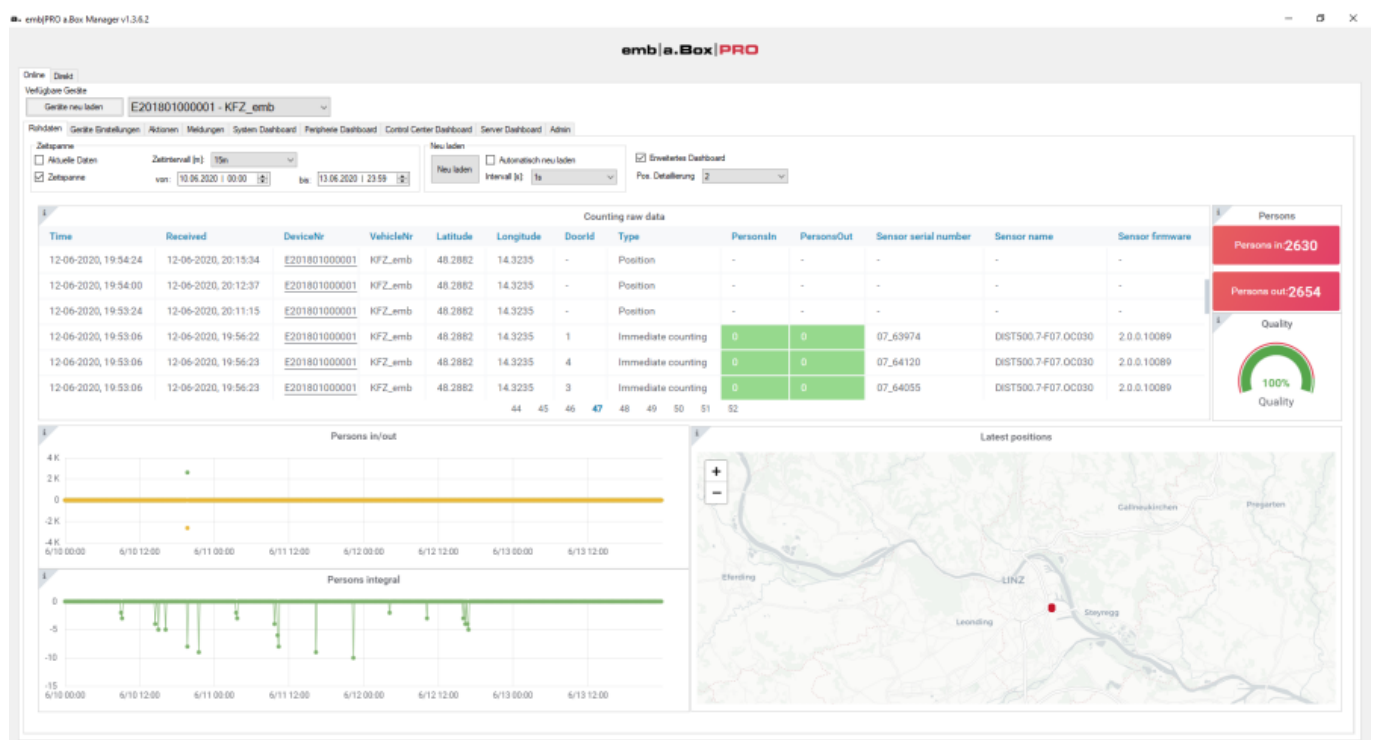 emb|PRO a.Box Manager v1.3.6.2
emb|a.Box|PRO
Online Direkt
Verfügbare Geräte
Geräte neu laden E201801000001 - KFZ_emb
Rohdaten Geräte Einstellungen Aktionen Meldungen System Dashboard Peripherie Dashboard Control Center Dashboard Server Dashboard Admin
Zeitspanne Neu laden
Aktuelle Daten Zeitintervall [m]: 15m Automatisch neu laden Erweitertes Dashboard
Zeitspanne von: 10.06.2020 | 00:00 bis: 13.06.2020 | 23:59 Neu laden Intervall [s]: 1s Pos. Detaillierung 2
Counting raw data
Time Received DeviceNr VehicleNr Latitude Longitude DoorId Type PersonsIn PersonsOut Sensor serial number Sensor name Sensor firmware
12-06-2020, 19:54:24 12-06-2020, 20:15:34 E201801000001 KFZ_emb 48.2882 14.3235 - Position - - - - -
12-06-2020, 19:54:00 12-06-2020, 20:12:37 E201801000001 KFZ_emb 48.2882 14.3235 - Position - - - - -
12-06-2020, 19:53:24 12-06-2020, 20:11:15 E201801000001 KFZ_emb 48.2882 14.3235 - Position - - - - -
12-06-2020, 19:53:06 12-06-2020, 19:56:22 E201801000001 KFZ_emb 48.2882 14.3235 1 Immediate counting 0 0 07_63974 DIST500.7-F07.OC030 2.0.0.10089
12-06-2020, 19:53:06 12-06-2020, 19:56:23 E201801000001 KFZ_emb 48.2882 14.3235 4 Immediate counting 0 0 07_64120 DIST500.7-F07.OC030 2.0.0.10089
12-06-2020, 19:53:06 12-06-2020, 19:56:23 E201801000001 KFZ_emb 48.2882 14.3235 3 Immediate counting 0 0 07_64055 DIST500.7-F07.OC030 2.0.0.10089
44 45 46 47 48 49 50 51 52
Persons
Persons in:2630
Persons out:2654
Quality
100%
Quality
Persons in/out
4 K
2 K
0
-2 K
-4 K
6/10 00:00 6/10 12:00 6/11 00:00 6/11 12:00 6/12 00:00 6/12 12:00 6/13 00:00 6/13 12:00
Persons integral
0
-5
-10
-15
6/10 00:00 6/10 12:00 6/11 00:00 6/11 12:00 6/12 00:00 6/12 12:00 6/13 00:00 6/13 12:00
Latest positions
+
−
Gallneukirchen
Pregarten
Eferding
LINZ
Steyregg
Leonding